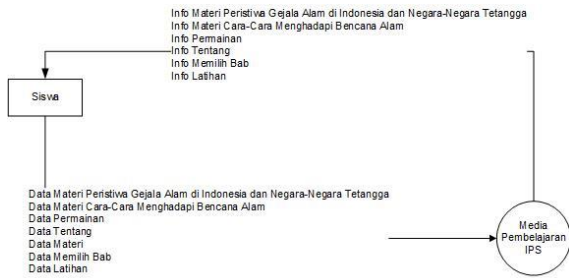 Info Materi Peristiwa Gejala Alam di Indonesia dan Negara-Negara Tetangga
Info Materi Cara-Cara Menghadapi Bencana Alam
Info Permainan
Info Tentang
Info Memilih Bab
Info Latihan
Siswa
Data Materi Peristiwa Gejala Alam di Indonesia dan Negara-Negara Tetangga
Data Materi Cara-Cara Menghadapi Bencana Alam
Data Permainan
Data Tentang
Data Materi
Data Memilih Bab
Data Latihan
Media
Pembelajaran
IPS